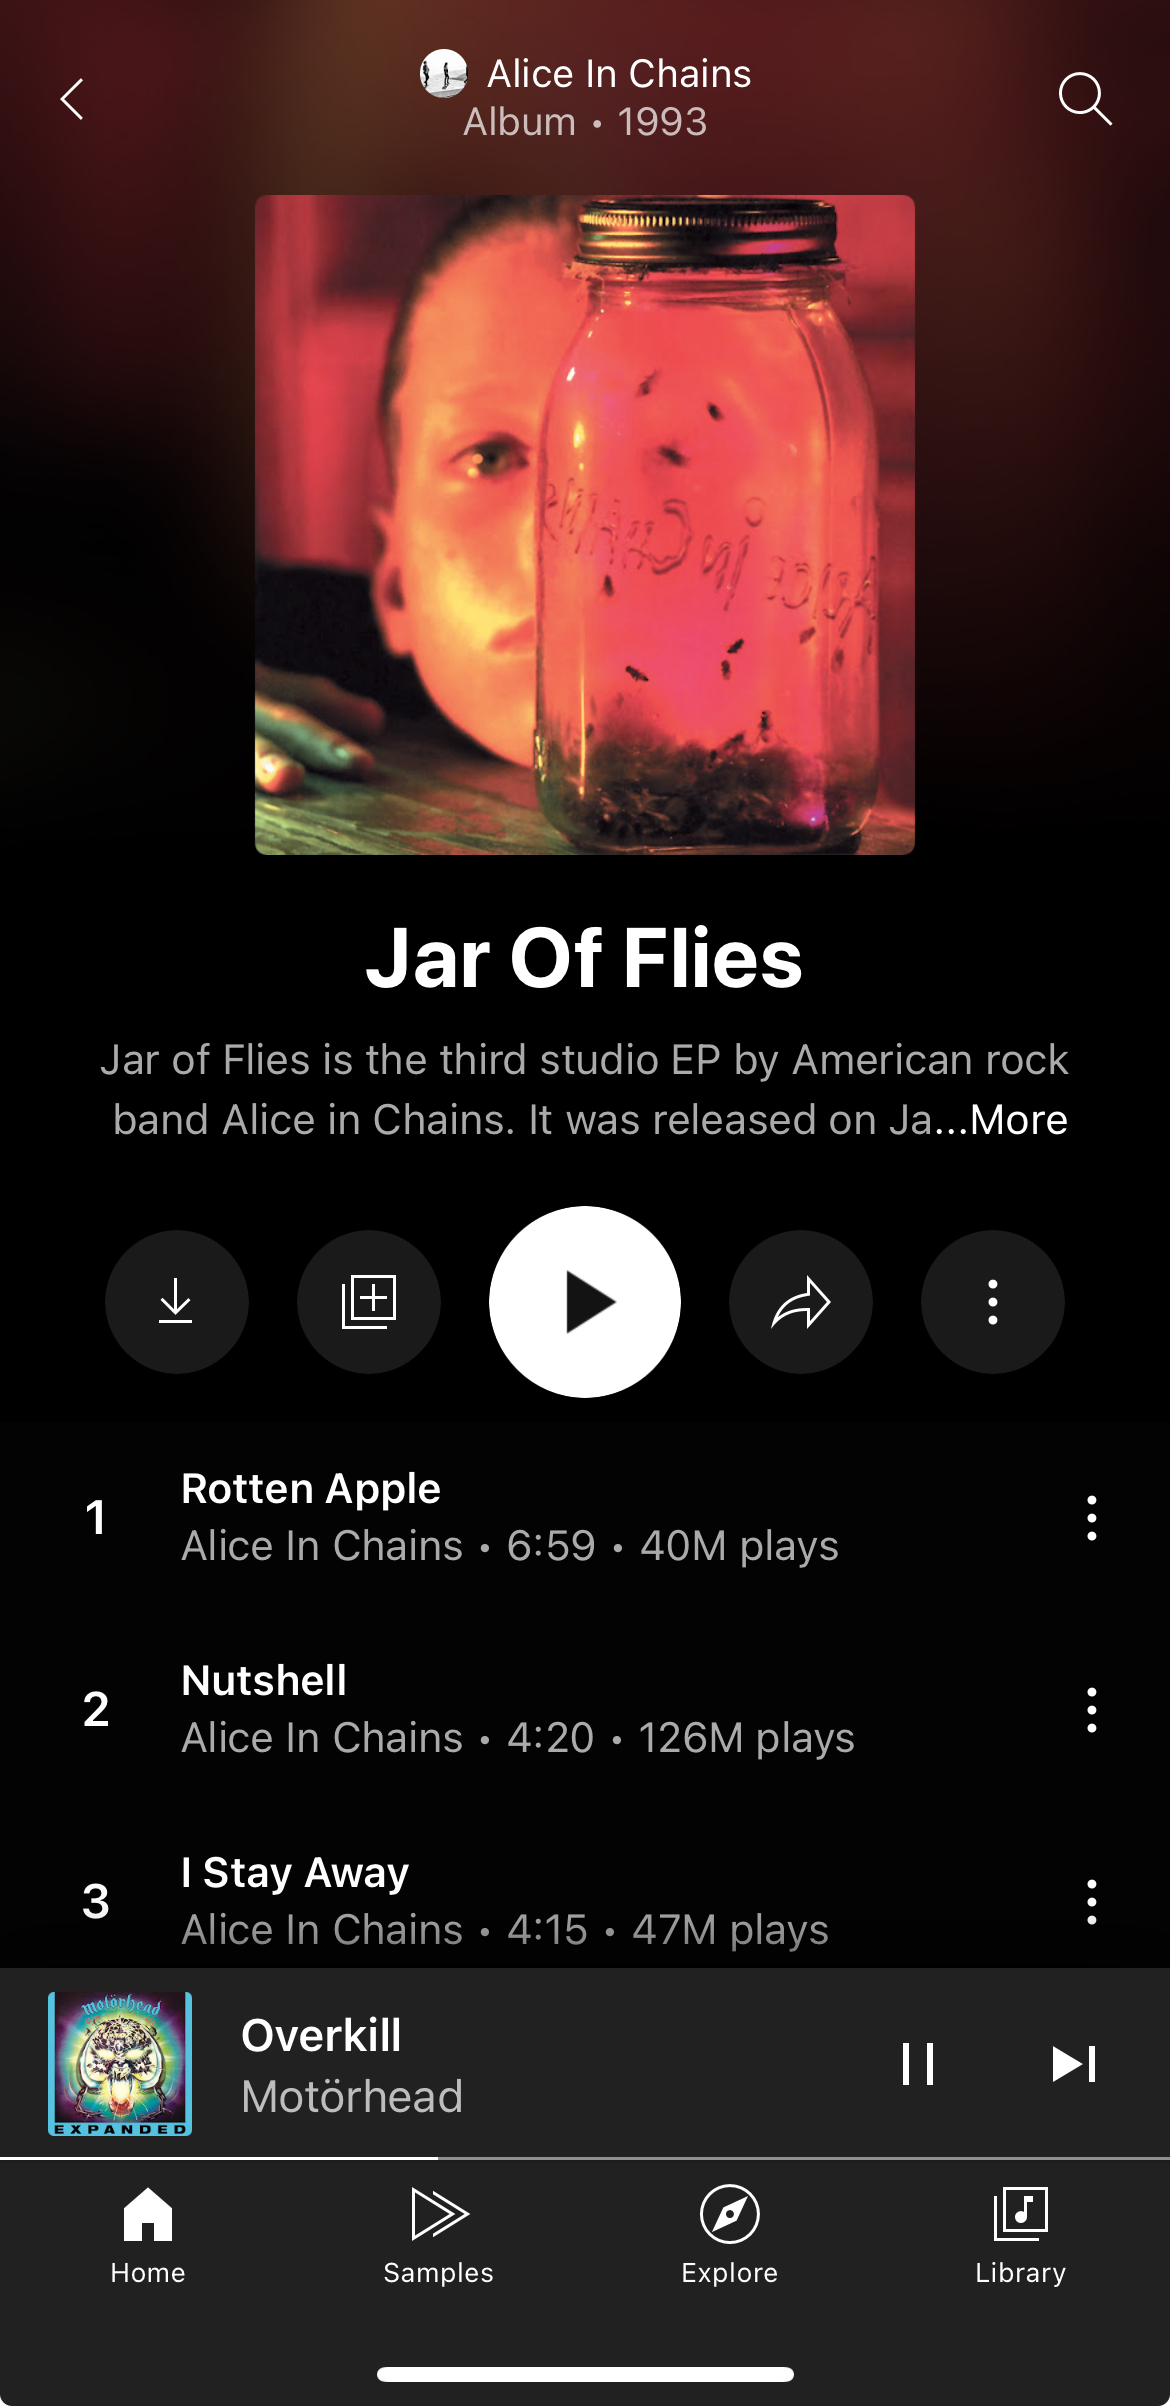 Alice In Chains
Album • 1993
Alice in Chains
Jar Of Flies
Jar of Flies is the third studio EP by American rock
band Alice in Chains. It was released on Ja...More
1
Rotten Apple
Alice In Chains • 6:59 • 40M plays
2
Nutshell
Alice In Chains • 4:20 • 126M plays
3
I Stay Away
Alice In Chains • 4:15 • 47M plays
Motörhead
EXPANDED
Overkill
Motörhead
Home
Samples
Explore
Library